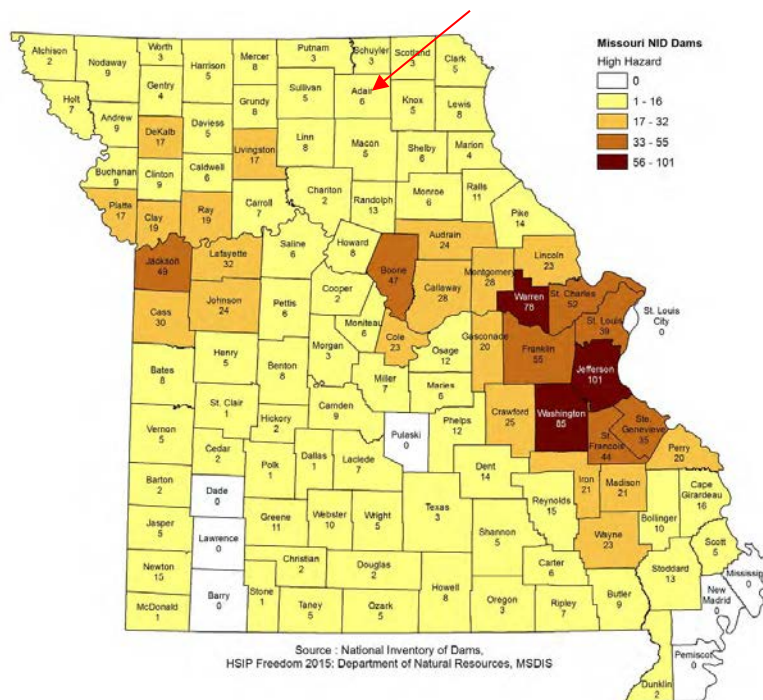 Missouri NID Dams
High Hazard
0
1 - 16
17 - 32
33 - 55
56 - 101
Atchison
2
Nodaway
9
Worth
3
Harrison
5
Mercer
8
Putnam
3
Schuyler
3
Scotland
3
Clark
5
Holt
7
Gentry
4
Sullivan
5
Adair
6
Knox
5
Lewis
8
Andrew
9
DeKalb
17
Daviess
5
Grundy
8
Livingston
17
Linn
8
Macon
5
Shelby
6
Marion
4
Buchanan
9
Clinton
9
Caldwell
6
Chariton
2
Randolph
13
Monroe
6
Ralls
11
Pike
14
Platte
17
Clay
19
Ray
19
Carroll
7
Saline
6
Howard
8
Boone
47
Audrain
24
Lincoln
23
Jackson
49
Lafayette
32
Cooper
2
Callaway
28
Montgomery
28
Warren
78
St. Charles
52
St. Louis
City
0
St. Louis
39
Cass
30
Johnson
24
Pettis
6
Moniteau
6
Cole
23
Gasconade
20
Franklin
55
Jefferson
101
Morgan
3
Osage
12
Bates
8
Henry
5
Benton
8
Miller
7
Maries
6
St. Clair
1
Camden
9
Crawford
25
Washington
85
St.
Francois
44
Ste.
Genevieve
35
Perry
20
Vernon
5
Hickory
2
Pulaski
0
Phelps
12
Cedar
2
Polk
1
Dallas
1
Laclede
7
Dent
14
Iron
21
Madison
21
Cape
Girardeau
16
Barton
2
Dade
0
Reynolds
15
Bollinger
10
Jasper
5
Greene
11
Webster
10
Wright
5
Texas
3
Shannon
5
Wayne
23
Scott
5
Lawrence
0
Newton
15
Christian
2
Douglas
2
Howell
8
Carter
6
Stoddard
13
Mississippi
0
New
Madrid
0
McDonald
1
Barry
0
Stone
1
Taney
5
Ozark
5
Oregon
3
Ripley
7
Butler
9
Pemiscot
0
Dunklin
2
Source : National Inventory of Dams,
HSIP Freedom 2015: Department of Natural Resources, MSDIS